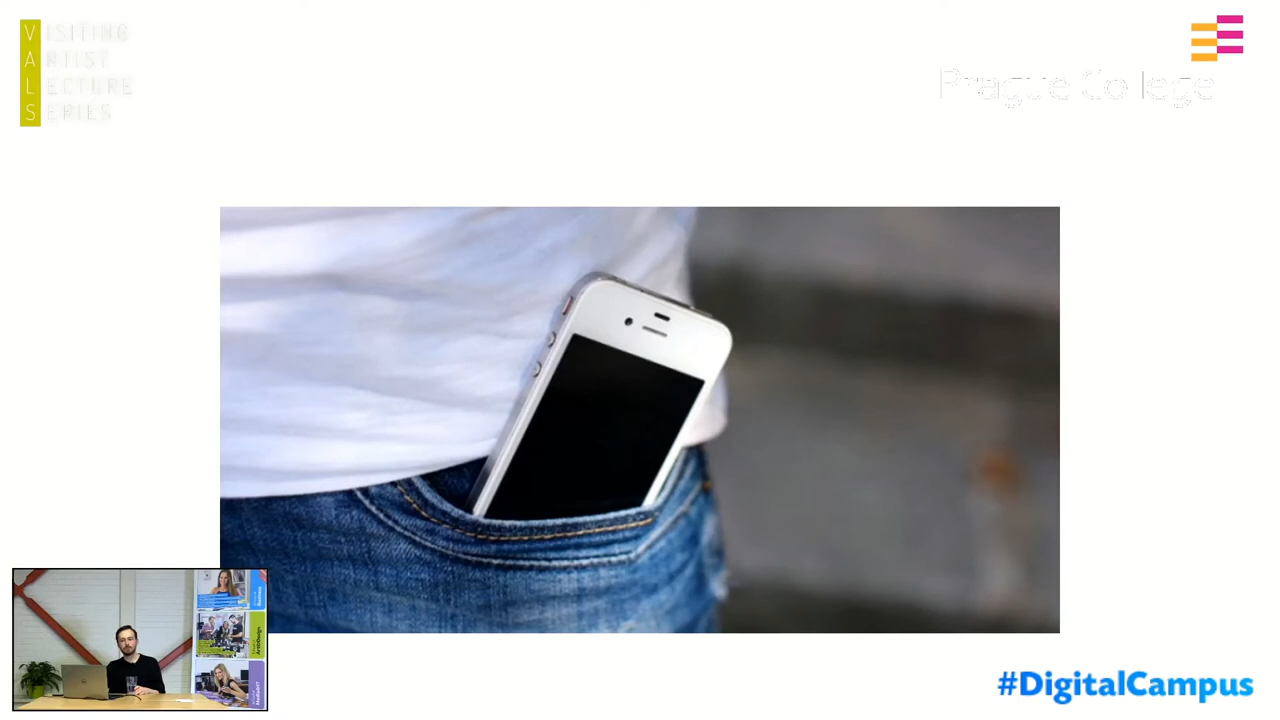 VISITING
ARTIST
LECTURE
SERIES
Prague College
#DigitalCampus